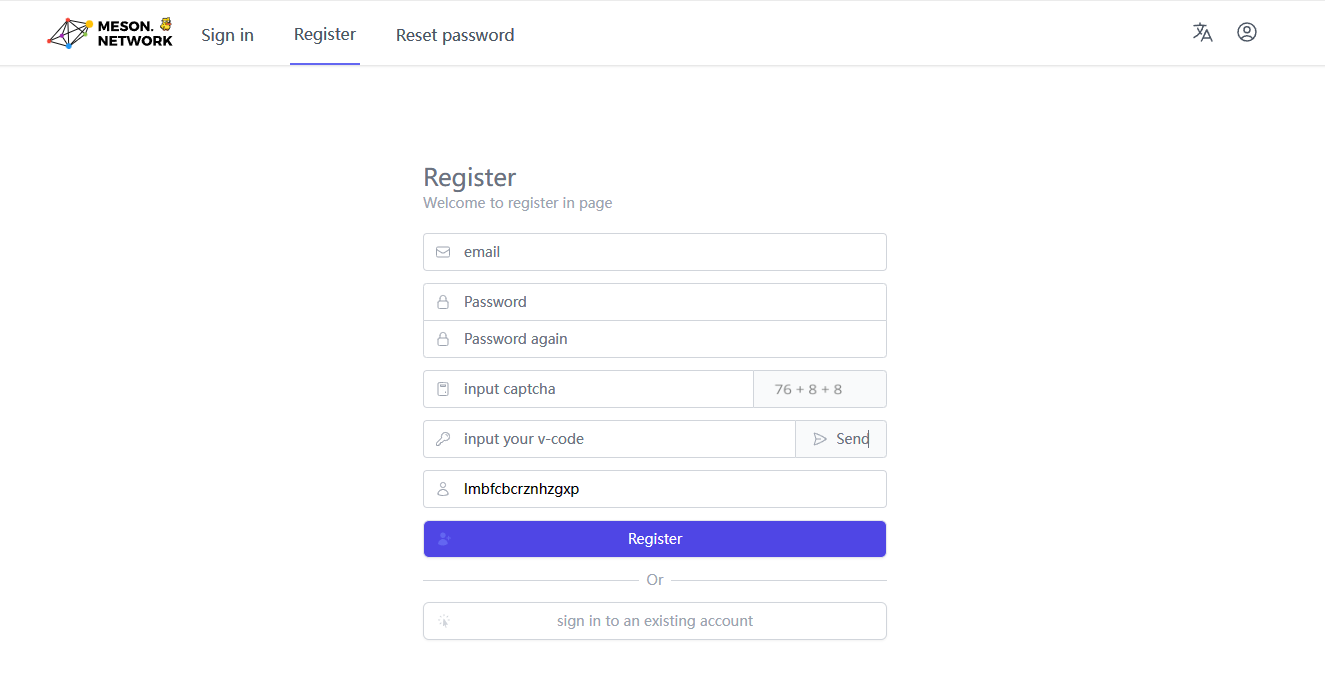 MESON.
NETWORK
Sign in
Register
Reset password
Register
Welcome to register in page
email
Password
Password again
input captcha
76 + 8 + 8
input your v-code
Send
lmbfcbcrznhzgxp
Register
Or
sign in to an existing account